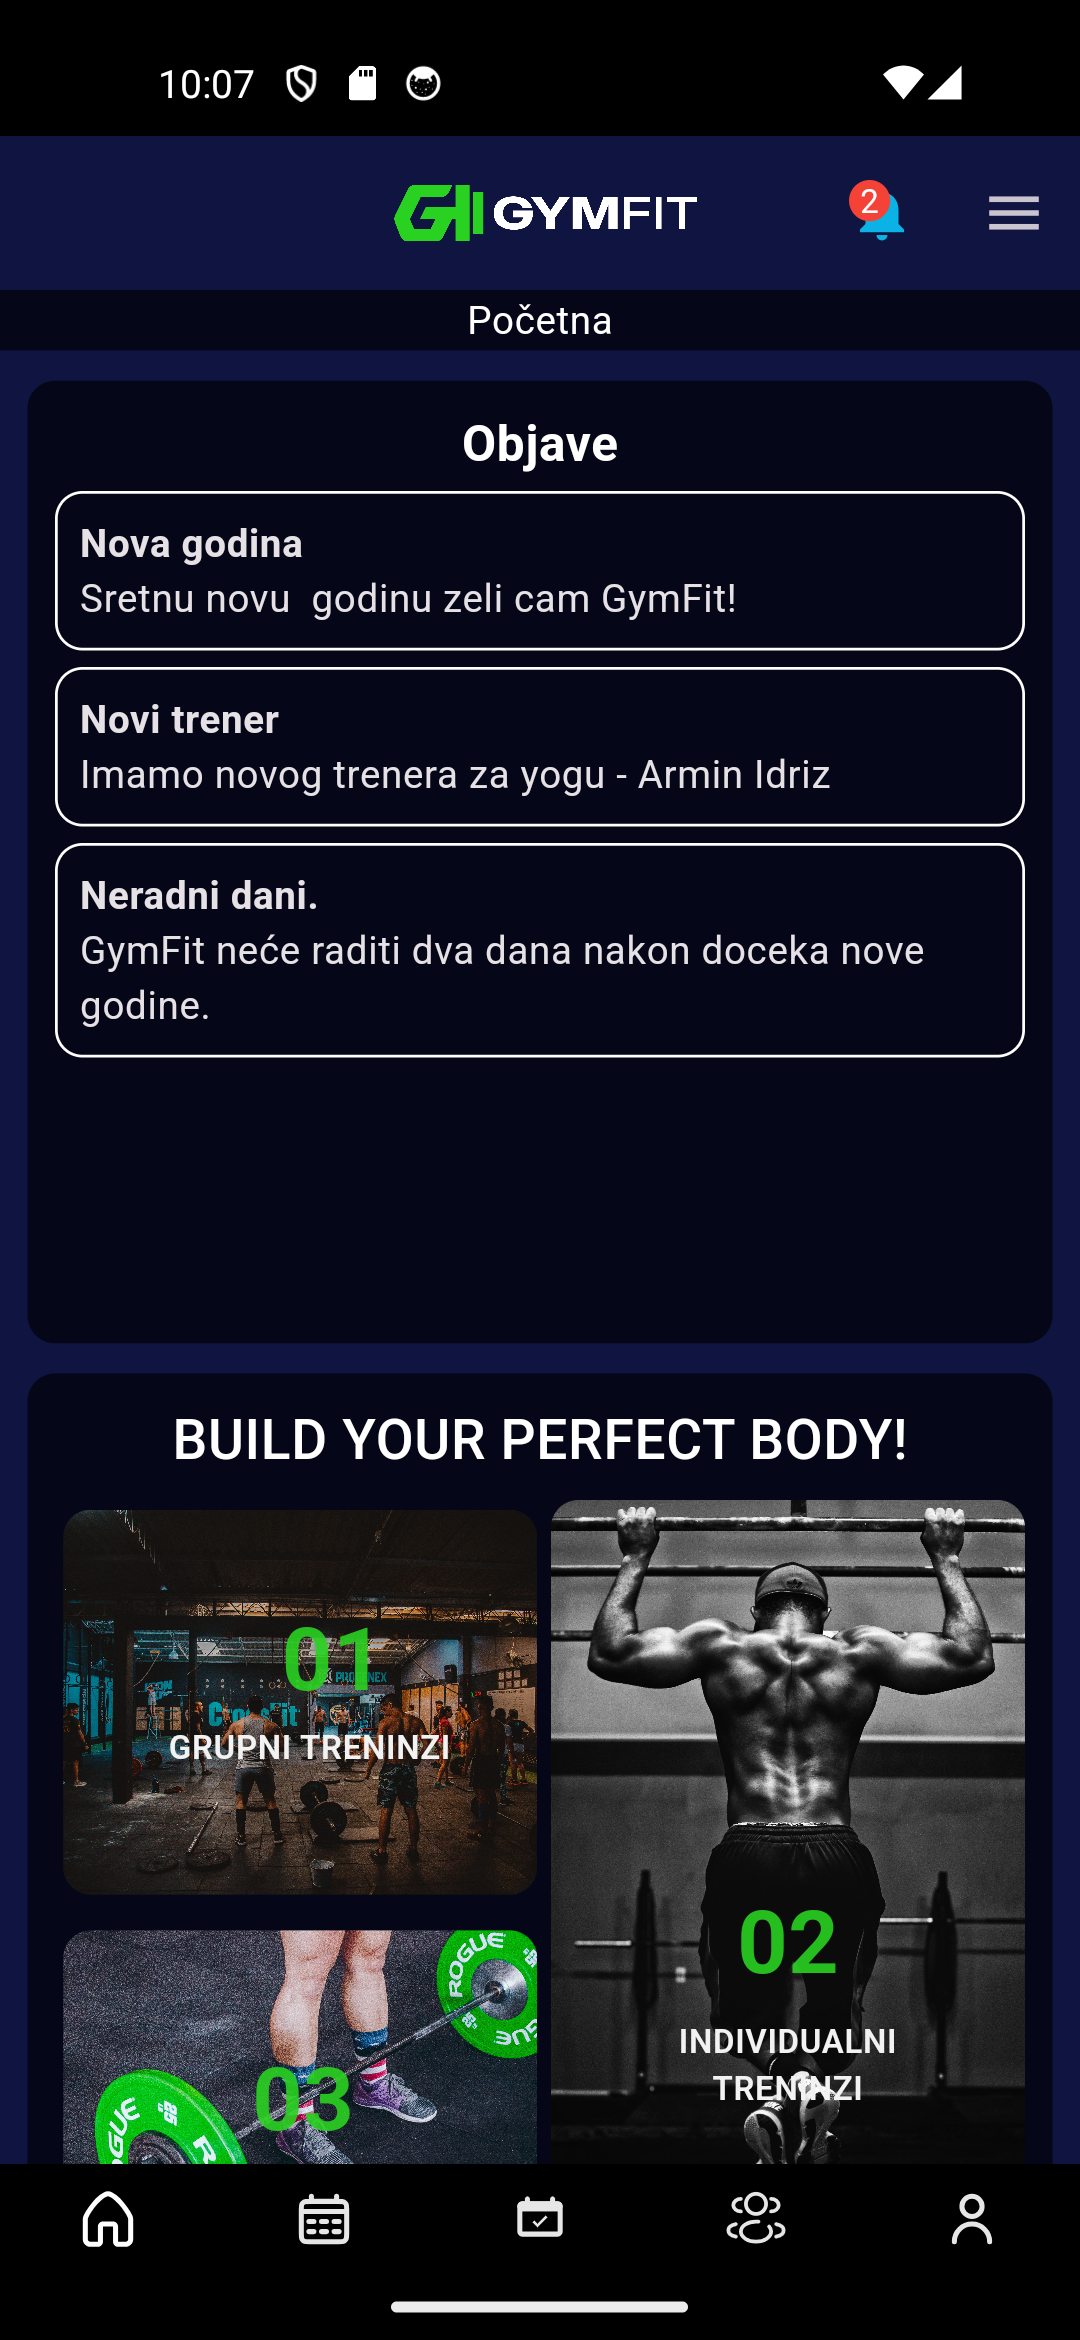 10:07
GYMFIT
2
Početna
Objave
Nova godina
Sretnu novu  godinu zeli cam GymFit!
Novi trener
Imamo novog trenera za yogu - Armin Idriz
Neradni dani.
GymFit neće raditi dva dana nakon doceka nove
godine.
BUILD YOUR PERFECT BODY!
01
CrossFit
GRUPNI TRENINZI
02
INDIVIDUALNI
TRENINZI
ROGUE
03